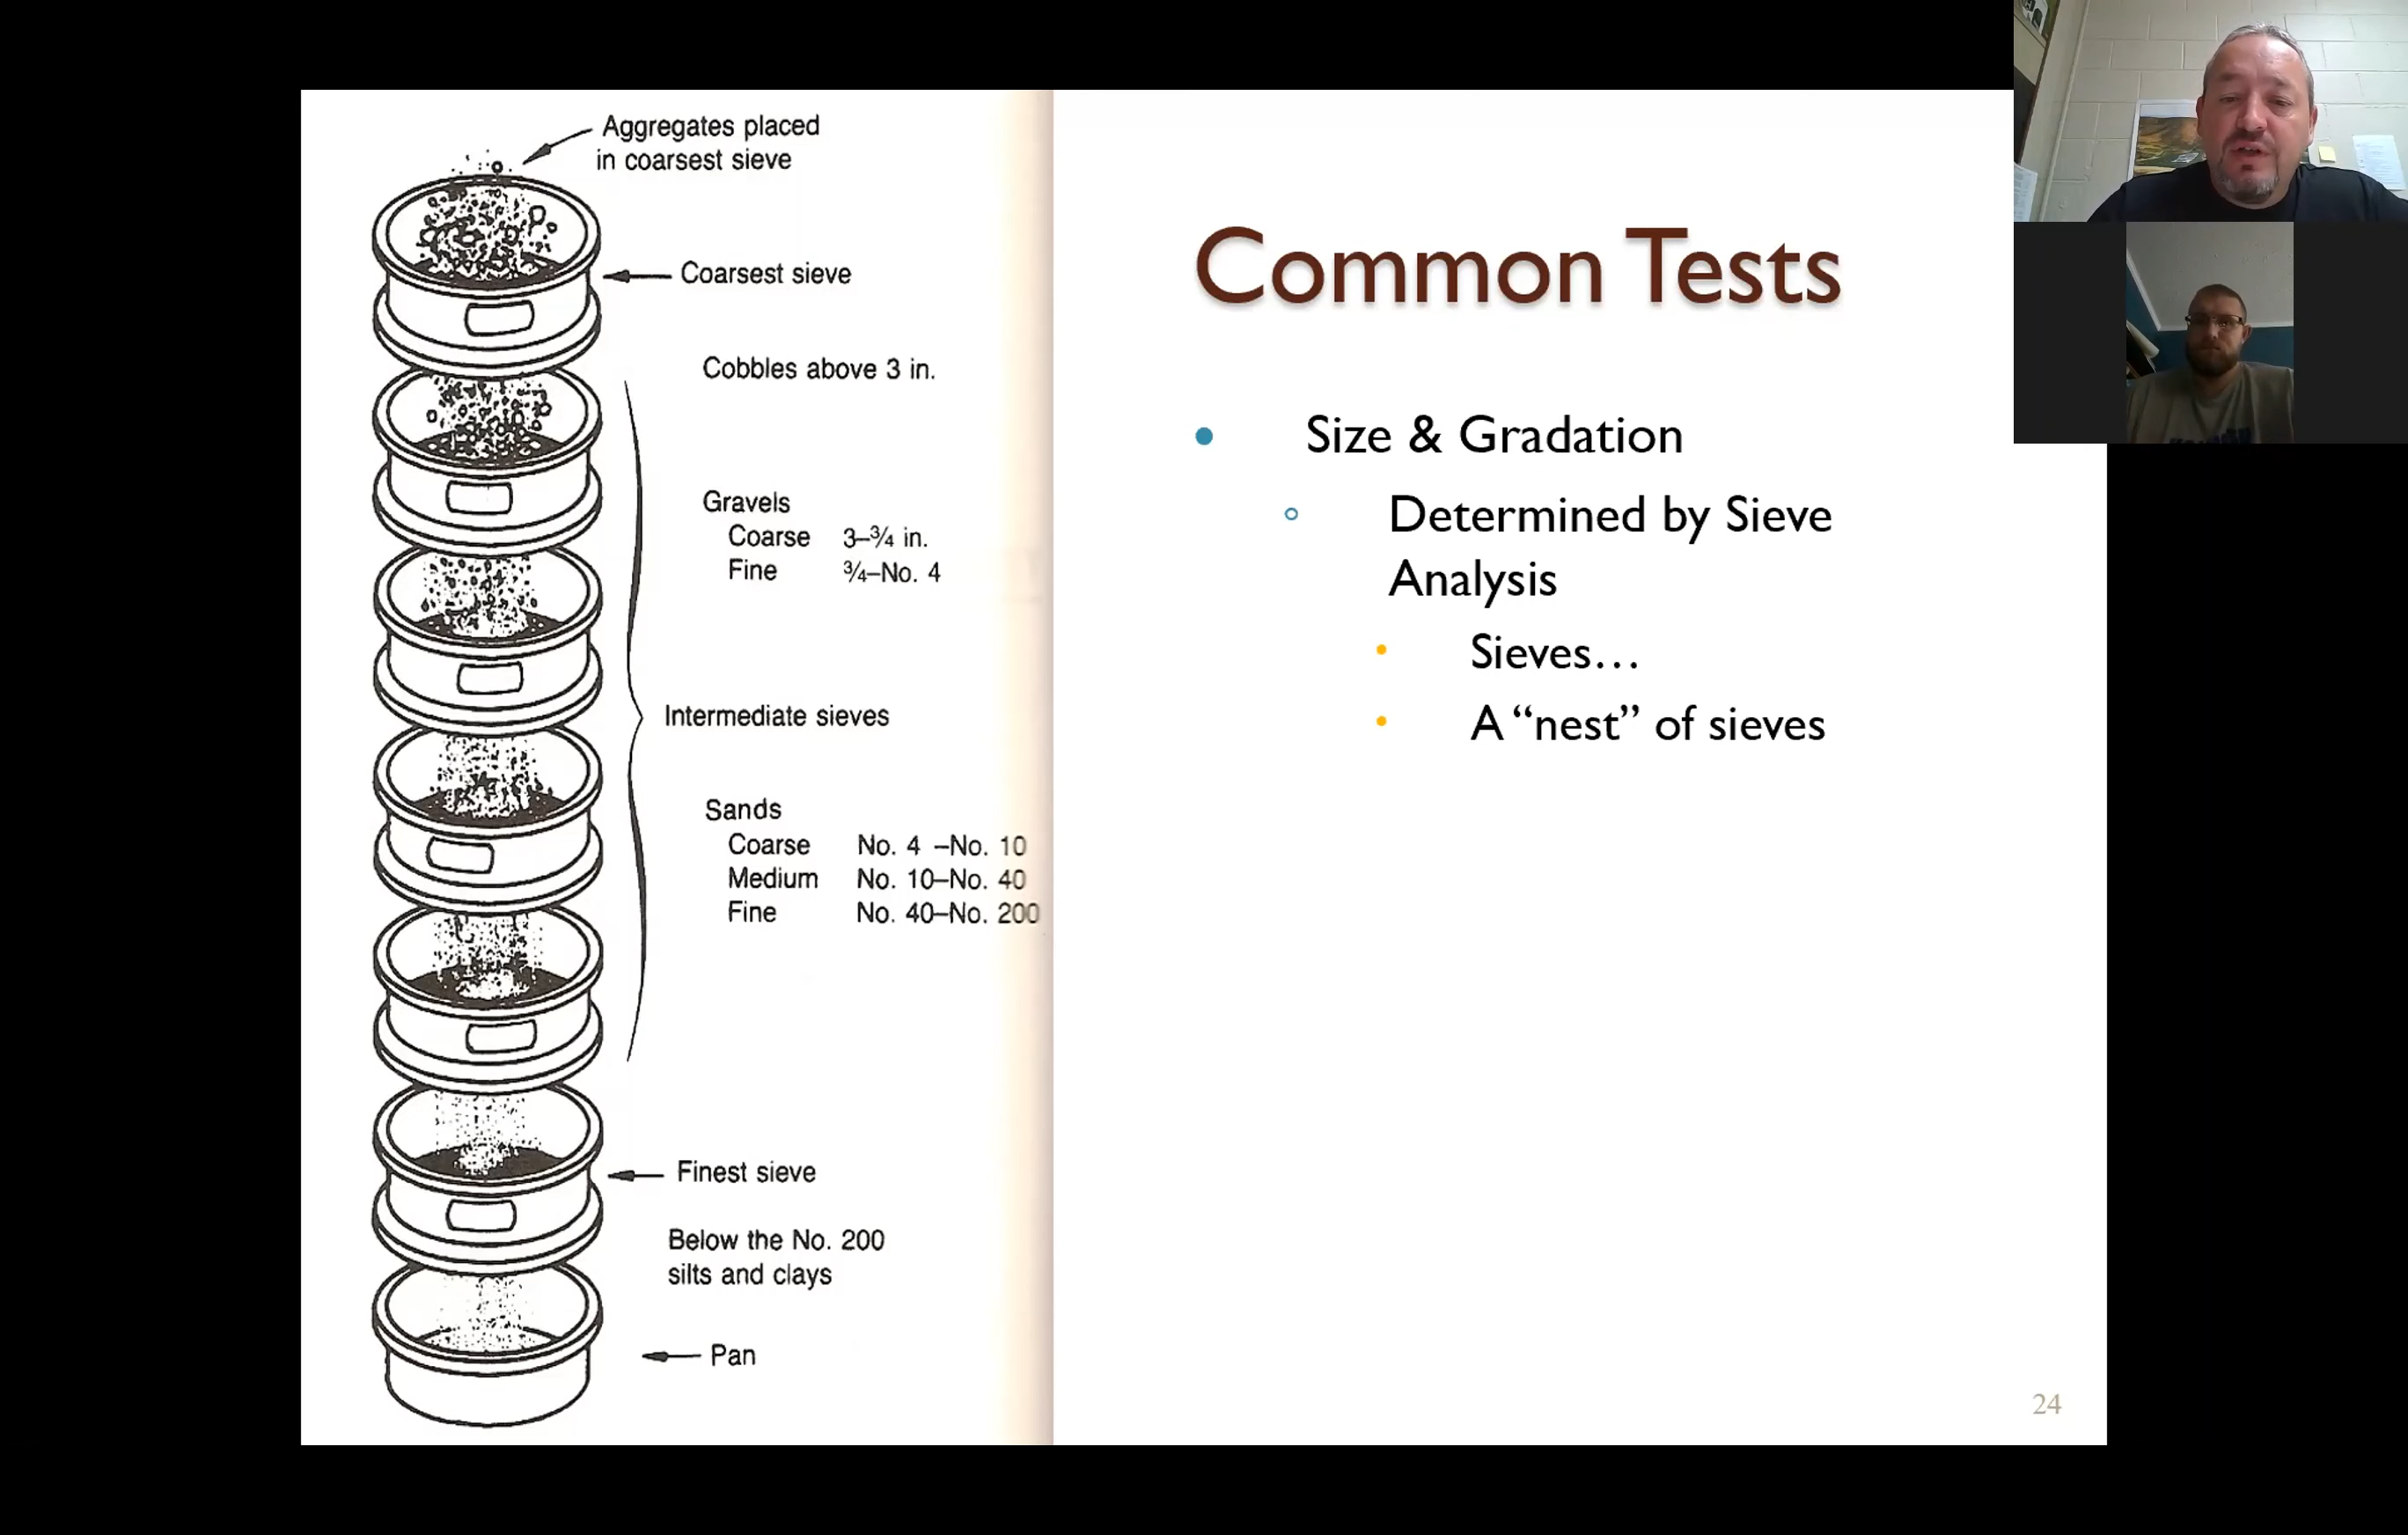 Aggregates placed
in coarsest sieve
Coarsest sieve
Cobbles above 3 in.
Gravels
Coarse 3–¾ in.
Fine ¾–No. 4
Intermediate sieves
Sands
Coarse No. 4 –No. 10
Medium No. 10–No. 40
Fine No. 40–No. 200
Finest sieve
Below the No. 200
silts and clays
Pan
Common Tests
• Size & Gradation
◦ Determined by Sieve
Analysis
• Sieves…
• A “nest” of sieves
24